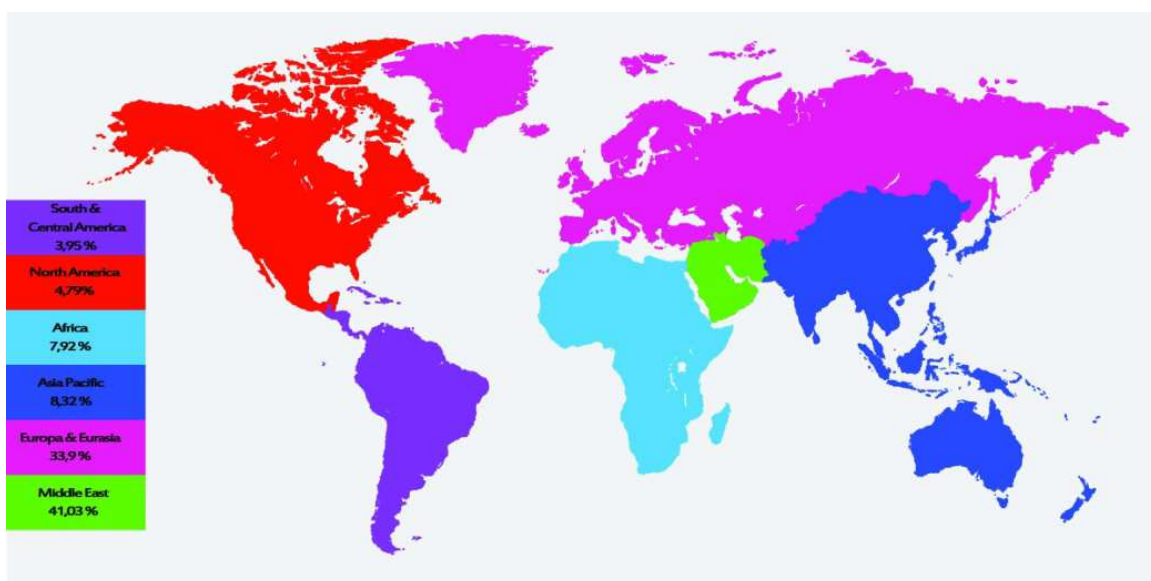 South &
Central America
3,95 %
North America
4,79%
Africa
7,92 %
Asia Pacific
8,32 %
Europa & Eurasia
33,9 %
Middle East
41,03 %